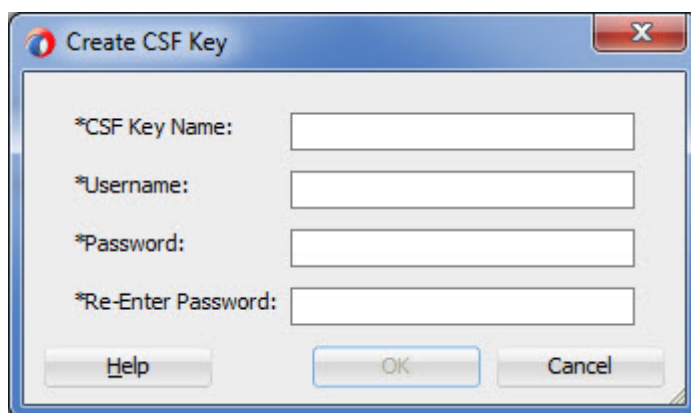 Create CSF Key
*CSF Key Name:
*Username:
*Password:
*Re-Enter Password:
Help OK Cancel